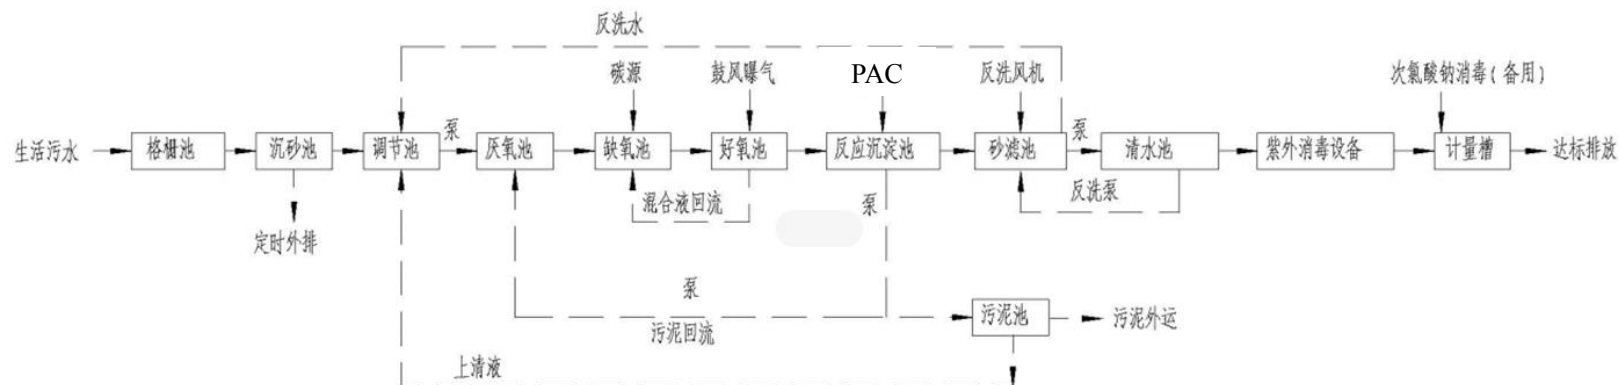 反洗水
碳源
鼓风曝气
PAC
反洗风机
次氯酸钠消毒(备用)
生活污水
格栅池
沉砂池
调节池
泵
厌氧池
缺氧池
好氧池
反应沉淀池
砂滤池
泵
清水池
紫外消毒设备
计量槽
达标排放
混合液回流
泵
反洗泵
定时外排
泵
污泥回流
污泥池
污泥外运
上清液